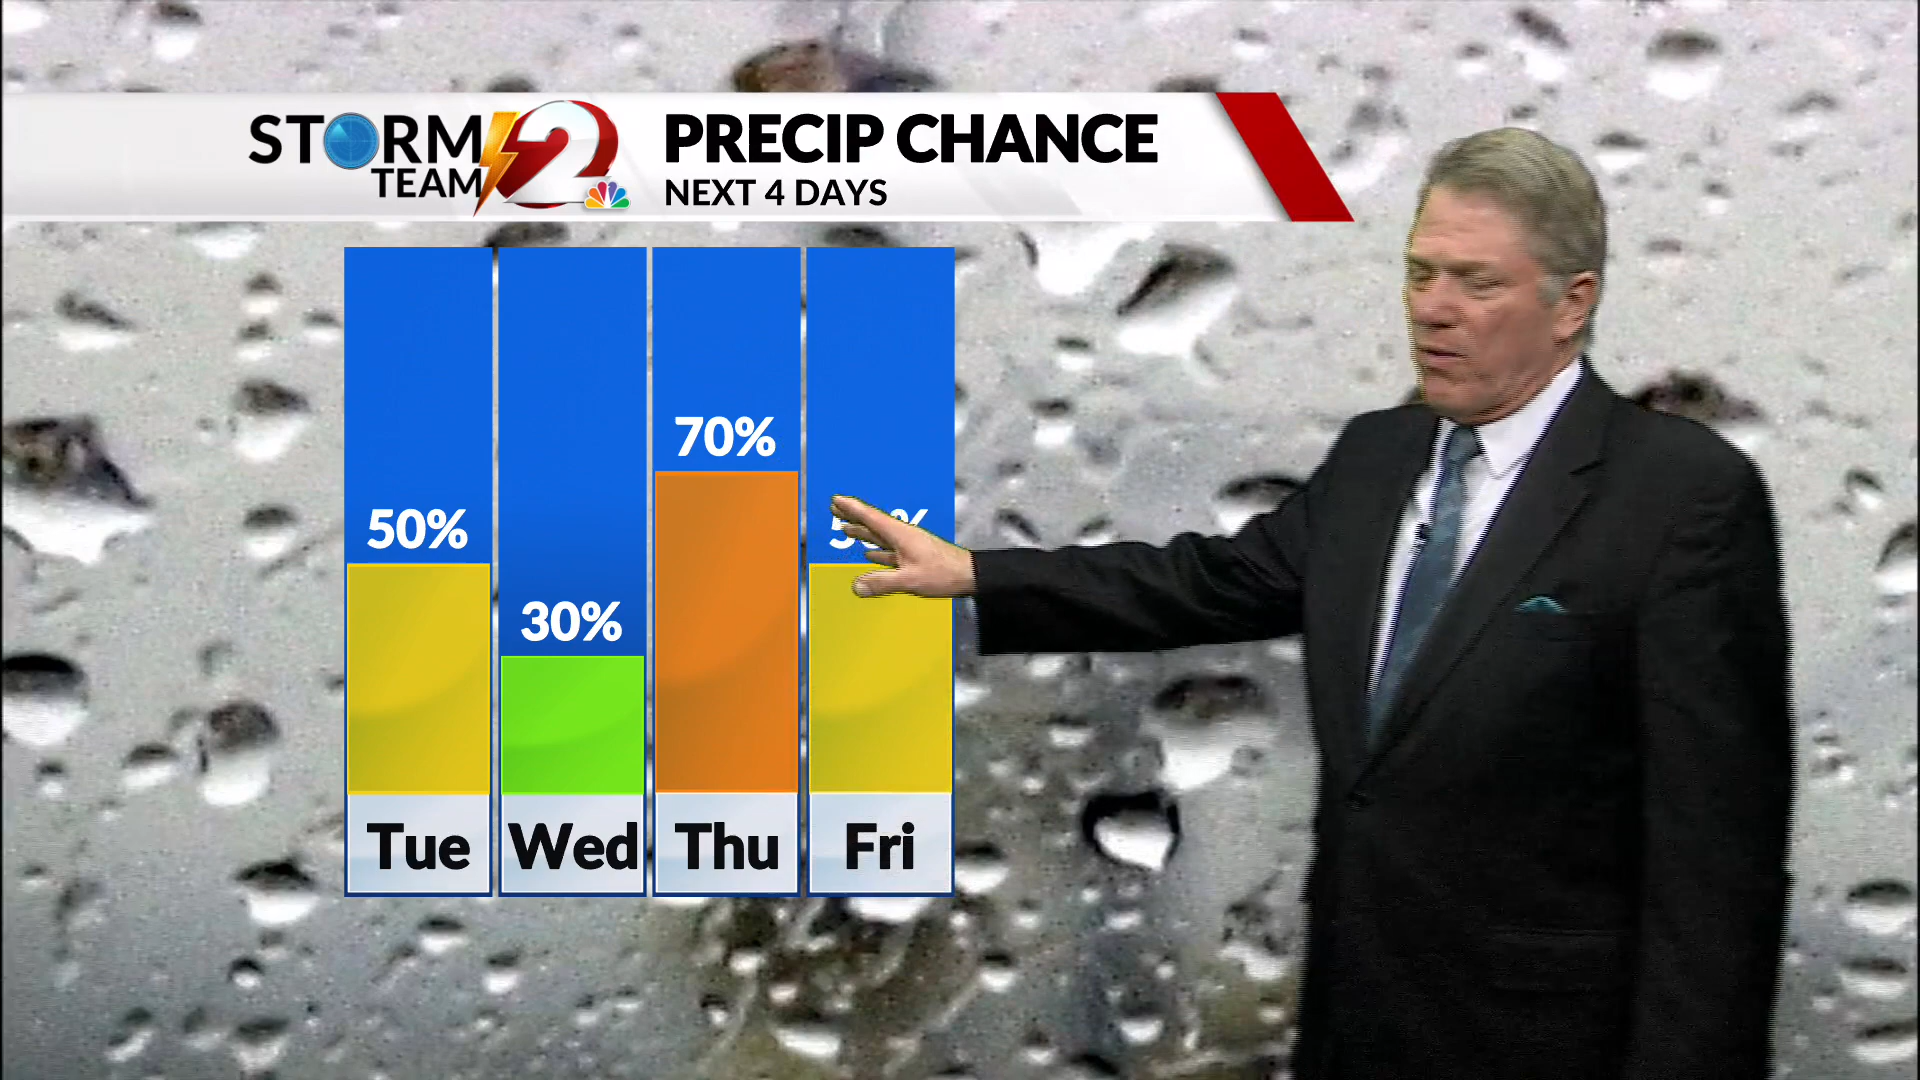 STORM
TEAM
2
PRECIP CHANCE
NEXT 4 DAYS
50%
30%
70%
Tue
Wed
Thu
Fri